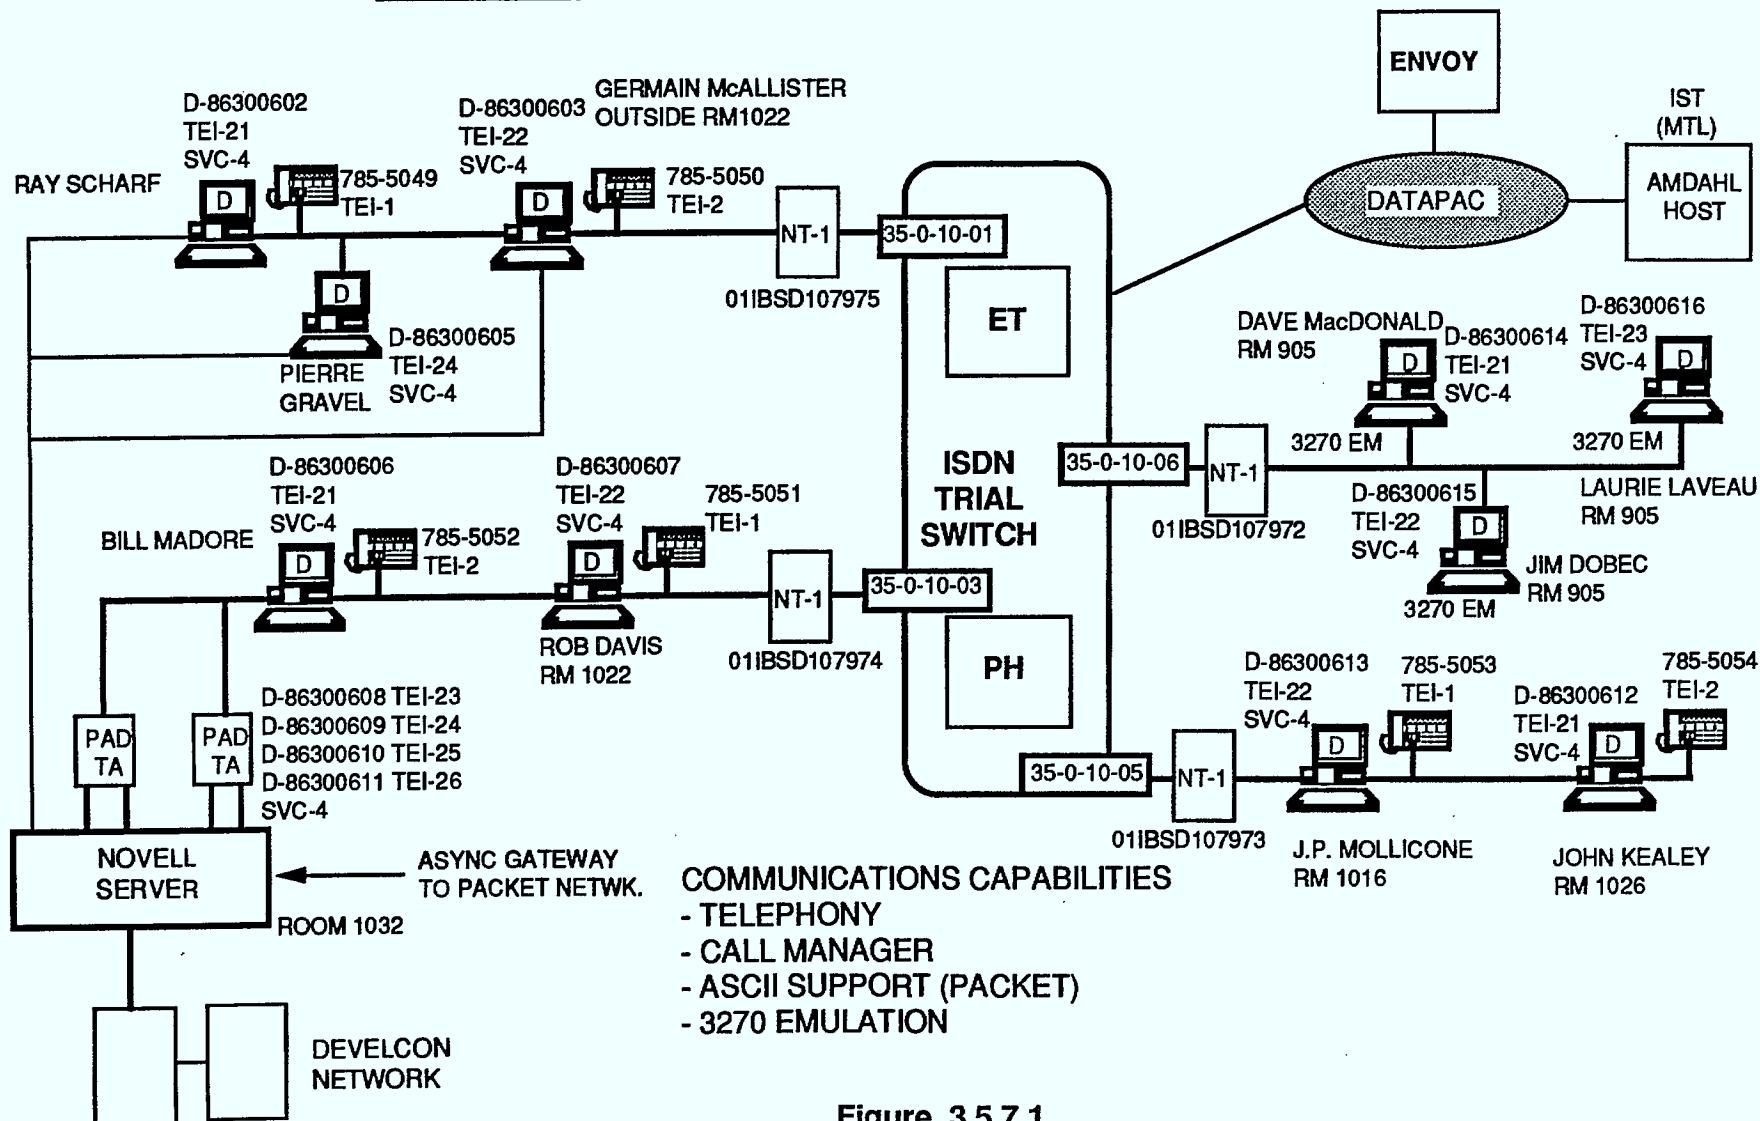 ENVOY
IST
(MTL)
DATAPAC
AMDAHL
HOST
RAY SCHARF
D-86300602
TEI-21
SVC-4
D
785-5049
TEI-1
D-86300603
TEI-22
SVC-4
D
GERMAIN McALLISTER
OUTSIDE RM1022
785-5050
TEI-2
NT-1
01IBSD107975
35-0-10-01
D
D-86300605
TEI-24
SVC-4
PIERRE
GRAVEL
ET
ISDN
TRIAL
SWITCH
PH
DAVE MacDONALD
RM 905
D-86300614
TEI-21
SVC-4
D
3270 EM
D-86300616
TEI-23
SVC-4
D
3270 EM
LAURIE LAVEAU
RM 905
35-0-10-06
NT-1
01IBSD107972
D-86300615
TEI-22
SVC-4
D
JIM DOBEC
RM 905
3270 EM
BILL MADORE
D-86300606
TEI-21
SVC-4
D
785-5052
TEI-2
D-86300607
TEI-22
SVC-4
D
785-5051
TEI-1
ROB DAVIS
RM 1022
NT-1
01IBSD107974
35-0-10-03
PAD
TA
PAD
TA
D-86300608 TEI-23
D-86300609 TEI-24
D-86300610 TEI-25
D-86300611 TEI-26
SVC-4
35-0-10-05
NT-1
01IBSD107973
D-86300613
TEI-22
SVC-4
D
785-5053
TEI-1
J.P. MOLLICONE
RM 1016
D-86300612
TEI-21
SVC-4
D
785-5054
TEI-2
JOHN KEALEY
RM 1026
NOVELL
SERVER
ASYNC GATEWAY
TO PACKET NETWK.
ROOM 1032
COMMUNICATIONS CAPABILITIES
- TELEPHONY
- CALL MANAGER
- ASCII SUPPORT (PACKET)
- 3270 EMULATION
DEVELCON
NETWORK
Figure 3.5.7.1